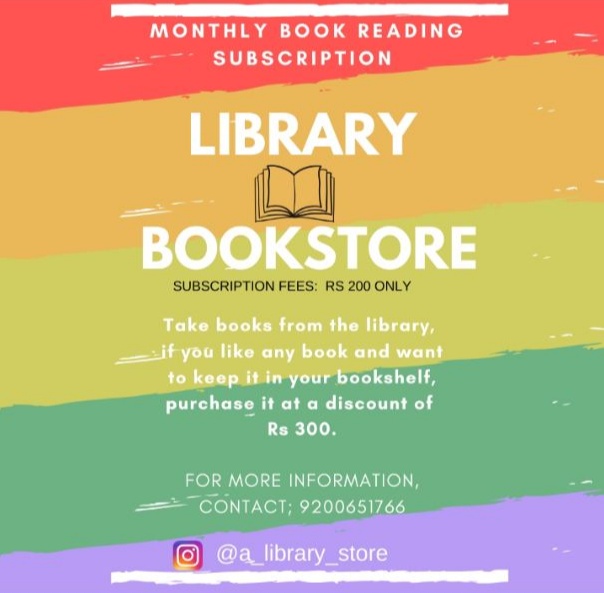 MONTHLY BOOK READING
SUBSCRIPTION
LIBRARY
BOOKSTORE
SUBSCRIPTION FEES:  RS 200 ONLY
Take books from the library,
if you like any book and want
to keep it in your bookshelf,
purchase it at a discount of
Rs 300.
FOR MORE INFORMATION,
CONTACT; 9200651766
@a_library_store